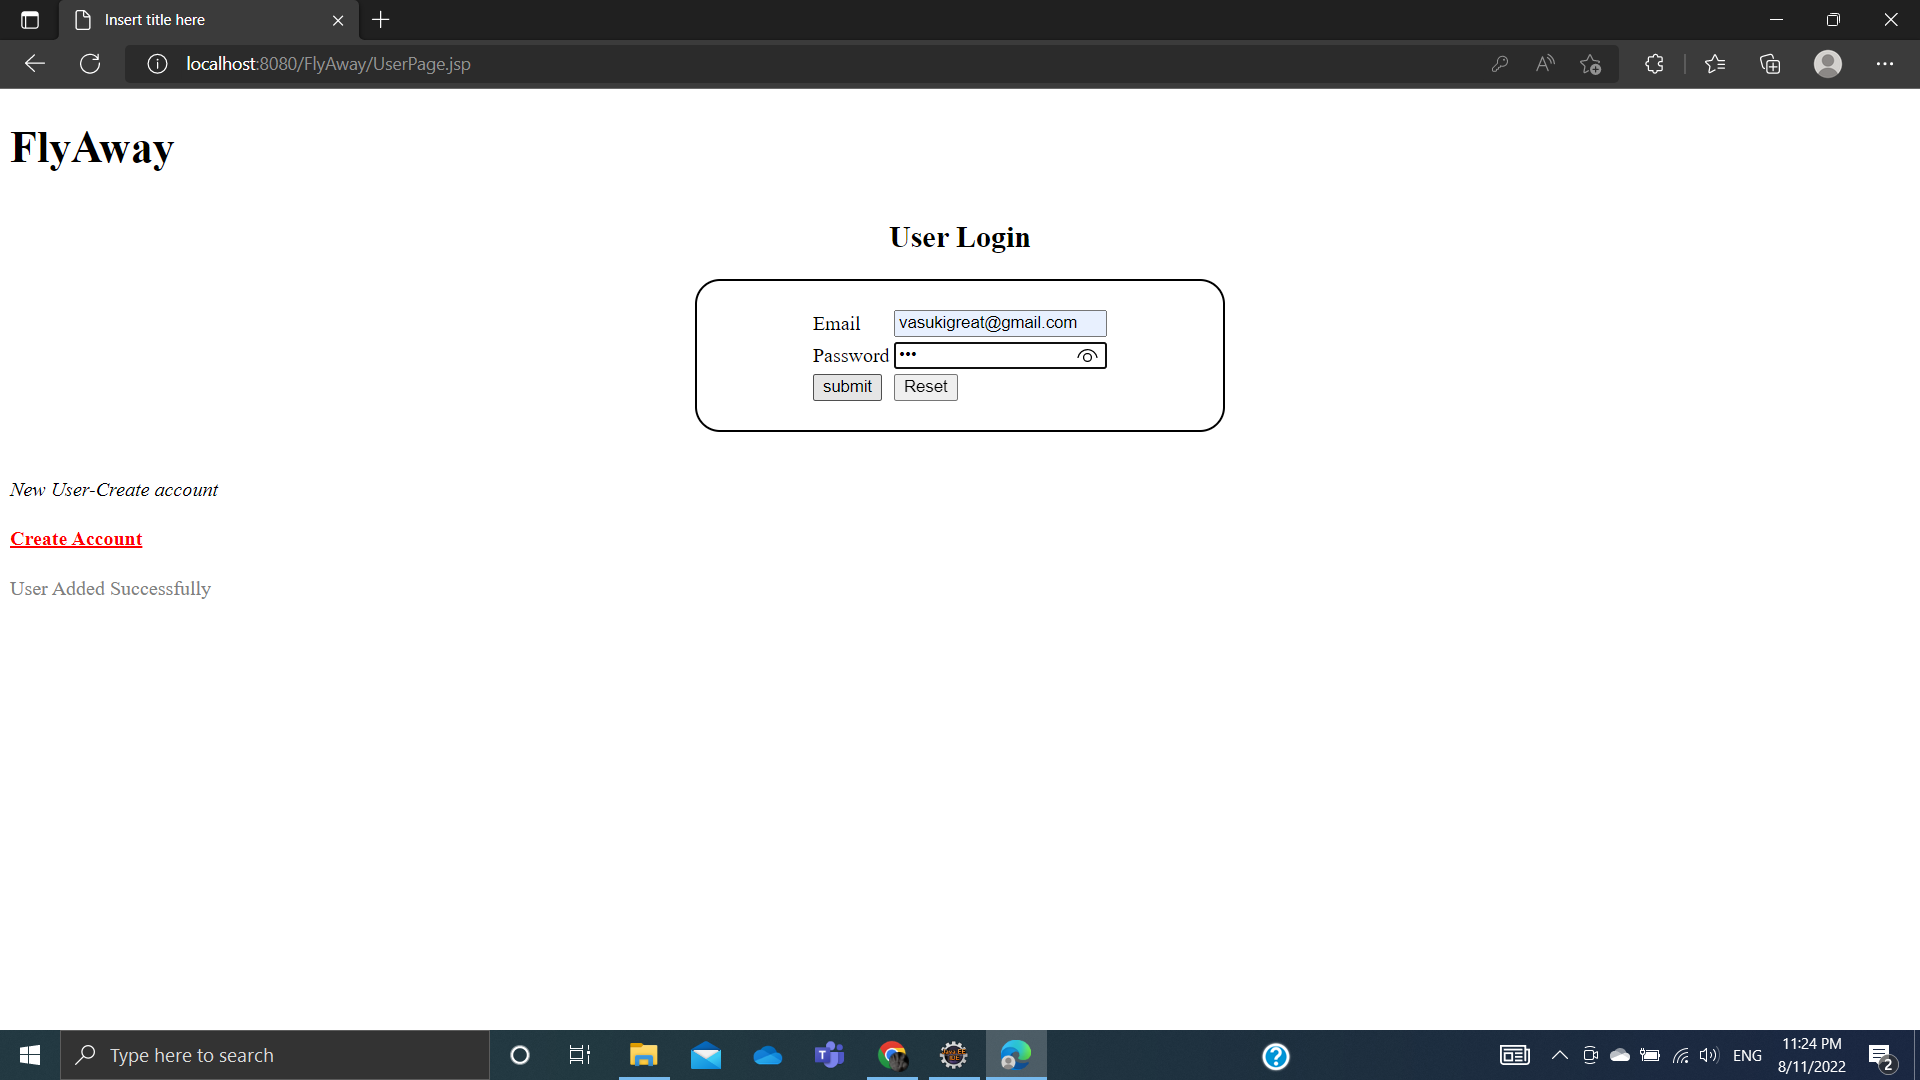 Insert title here
localhost:8080/FlyAway/UserPage.jsp
FlyAway
User Login
Email vasukigreat@gmail.com
Password •••
submit Reset
New User-Create account
Create Account
User Added Successfully
Type here to search
ENG
11:24 PM
8/11/2022
2